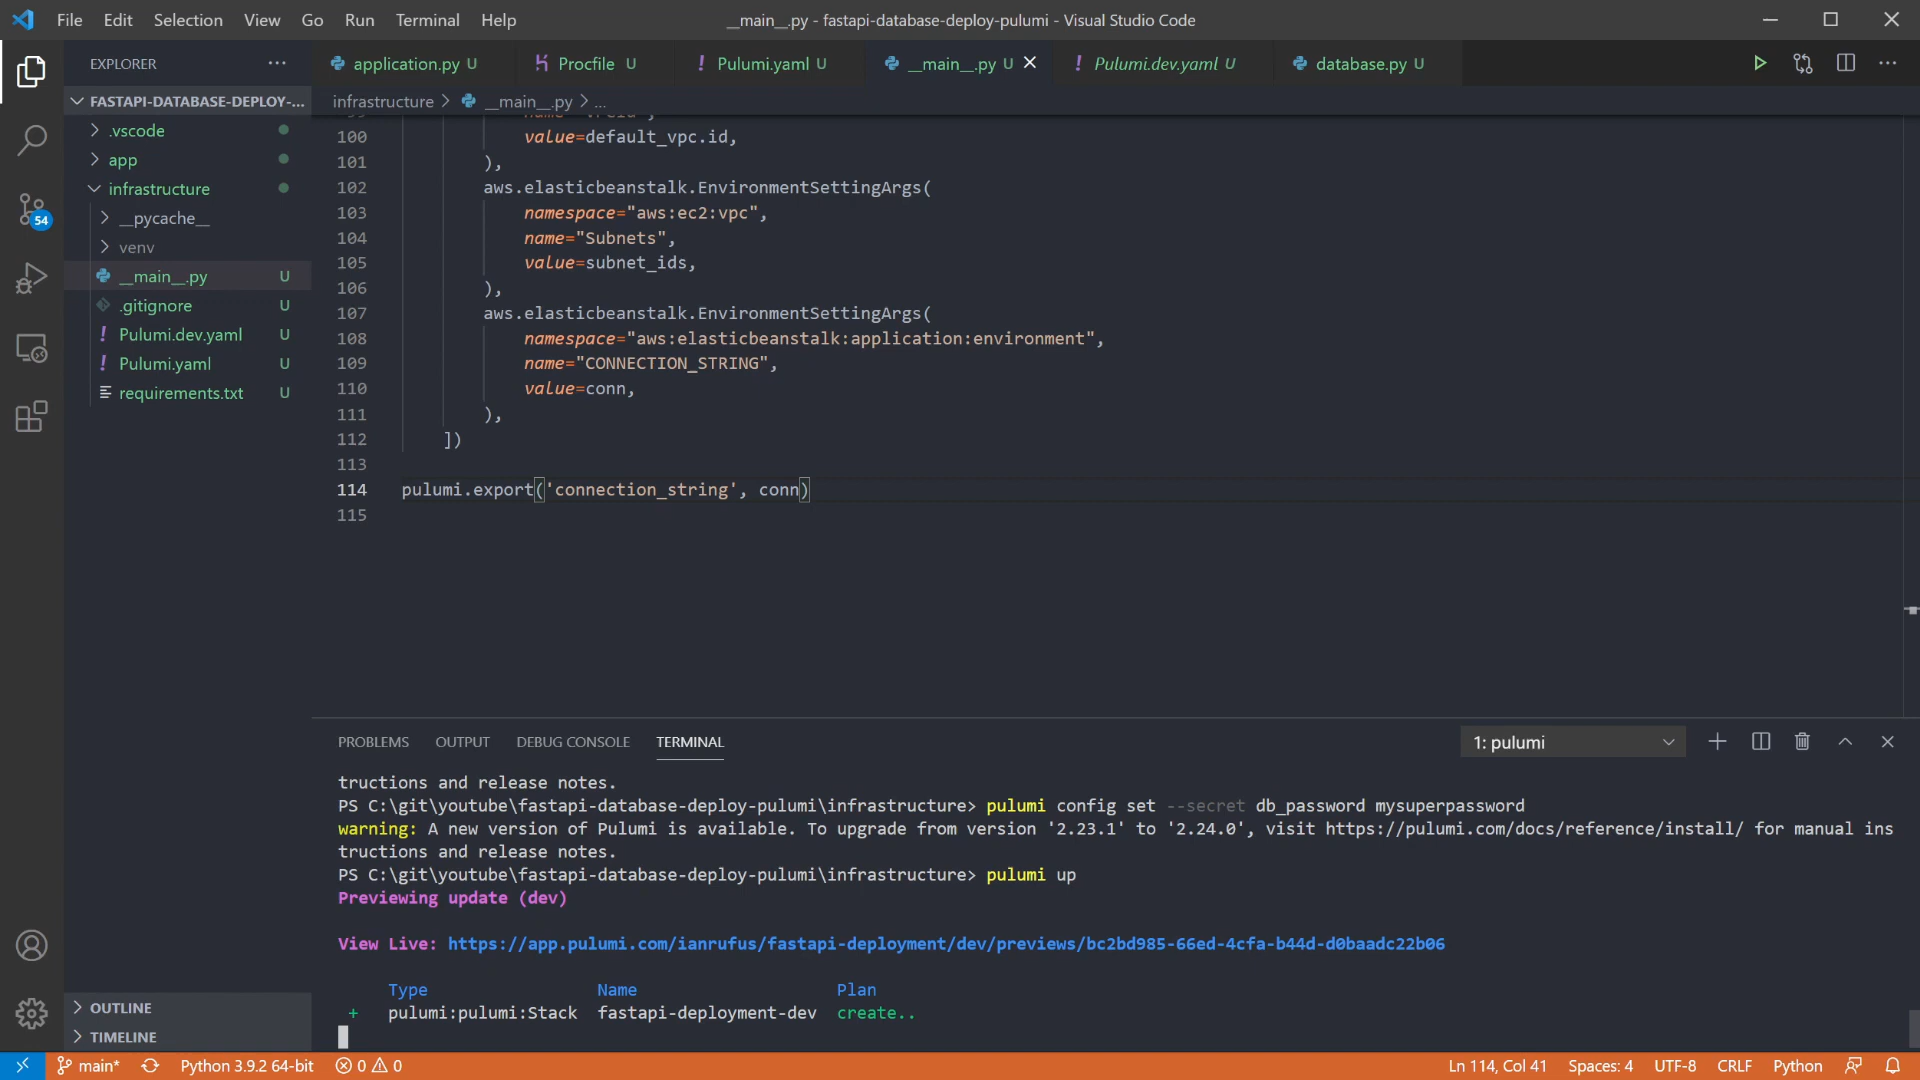 File Edit Selection View Go Run Terminal Help
__main__.py - fastapi-database-deploy-pulumi - Visual Studio Code
EXPLORER
application.py U
Procfile U
! Pulumi.yaml U
__main__.py U
! Pulumi.dev.yaml U
database.py U
FASTAPI-DATABASE-DEPLOY-...
infrastructure > __main__.py > ...
.vscode
app
infrastructure
__pycache__
venv
__main__.py U
.gitignore U
! Pulumi.dev.yaml U
! Pulumi.yaml U
requirements.txt U
54
100 value=default_vpc.id,
101 ),
102 aws.elasticbeanstalk.EnvironmentSettingArgs(
103 namespace="aws:ec2:vpc",
104 name="Subnets",
105 value=subnet_ids,
106 ),
107 aws.elasticbeanstalk.EnvironmentSettingArgs(
108 namespace="aws:elasticbeanstalk:application:environment",
109 name="CONNECTION_STRING",
110 value=conn,
111 ),
112 ])
113
114 pulumi.export('connection_string', conn)
115
PROBLEMS OUTPUT DEBUG CONSOLE TERMINAL
1: pulumi
tructions and release notes.
PS C:\git\youtube\fastapi-database-deploy-pulumi\infrastructure> pulumi config set --secret db_password mysuperpassword
warning: A new version of Pulumi is available. To upgrade from version '2.23.1' to '2.24.0', visit https://pulumi.com/docs/reference/install/ for manual ins
tructions and release notes.
PS C:\git\youtube\fastapi-database-deploy-pulumi\infrastructure> pulumi up
Previewing update (dev)
View Live: https://app.pulumi.com/ianrufus/fastapi-deployment/dev/previews/bc2bd985-66ed-4cfa-b44d-d0baadc22b06
Type Name Plan
+ pulumi:pulumi:Stack fastapi-deployment-dev create..
OUTLINE
TIMELINE
main* Python 3.9.2 64-bit 0 0
Ln 114, Col 41 Spaces: 4 UTF-8 CRLF Python